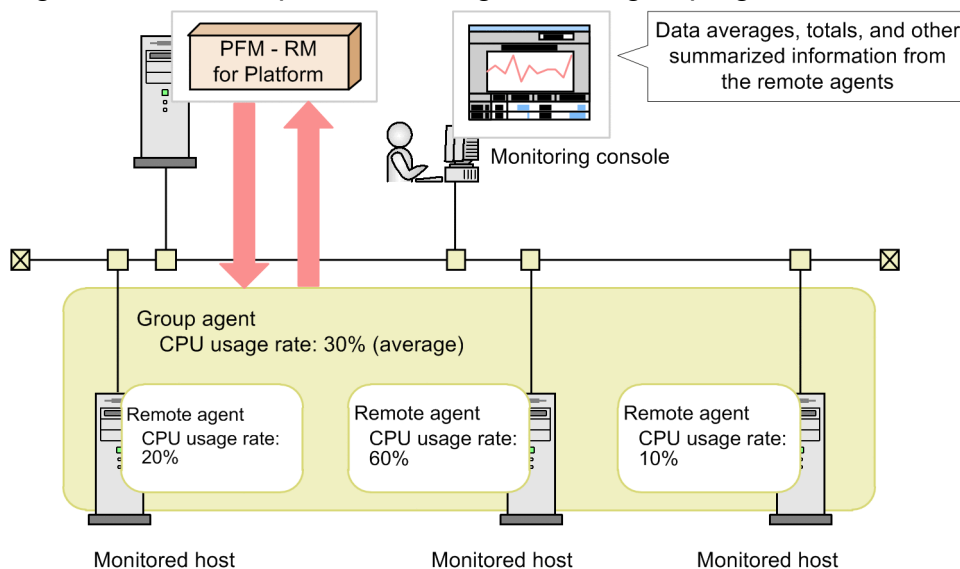 PFM - RM
for Platform
Data averages, totals, and other
summarized information from
the remote agents
Monitoring console
Group agent
CPU usage rate: 30% (average)
Remote agent
CPU usage rate:
20%
Remote agent
CPU usage rate:
60%
Remote agent
CPU usage rate:
10%
Monitored host
Monitored host
Monitored host